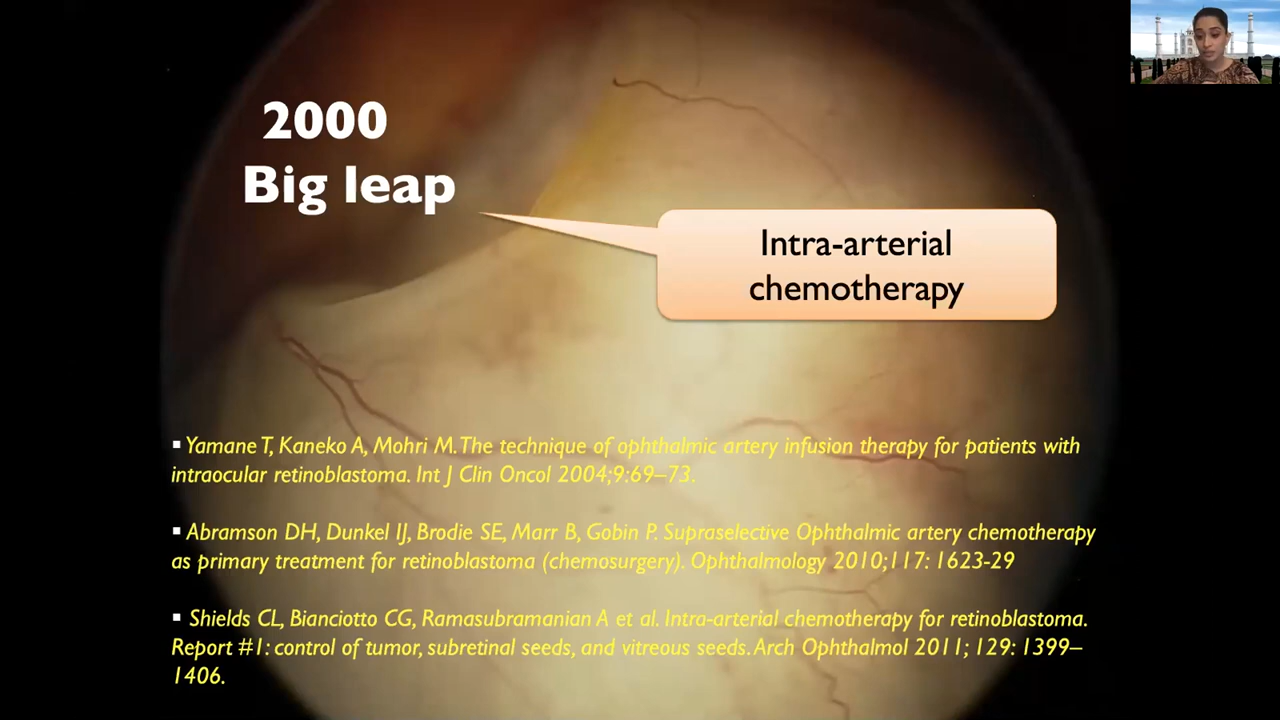 2000
Big leap
Intra-arterial
chemotherapy
▪ Yamane T, Kaneko A, Mohri M. The technique of ophthalmic artery infusion therapy for patients with
intraocular retinoblastoma. Int J Clin Oncol 2004;9:69–73.
▪ Abramson DH, Dunkel IJ, Brodie SE, Marr B, Gobin P. Supraselective Ophthalmic artery chemotherapy
as primary treatment for retinoblastoma (chemosurgery). Ophthalmology 2010;117: 1623-29
▪ Shields CL, Bianciotto CG, Ramasubramanian A et al. Intra-arterial chemotherapy for retinoblastoma.
Report #1: control of tumor, subretinal seeds, and vitreous seeds. Arch Ophthalmol 2011; 129: 1399–
1406.